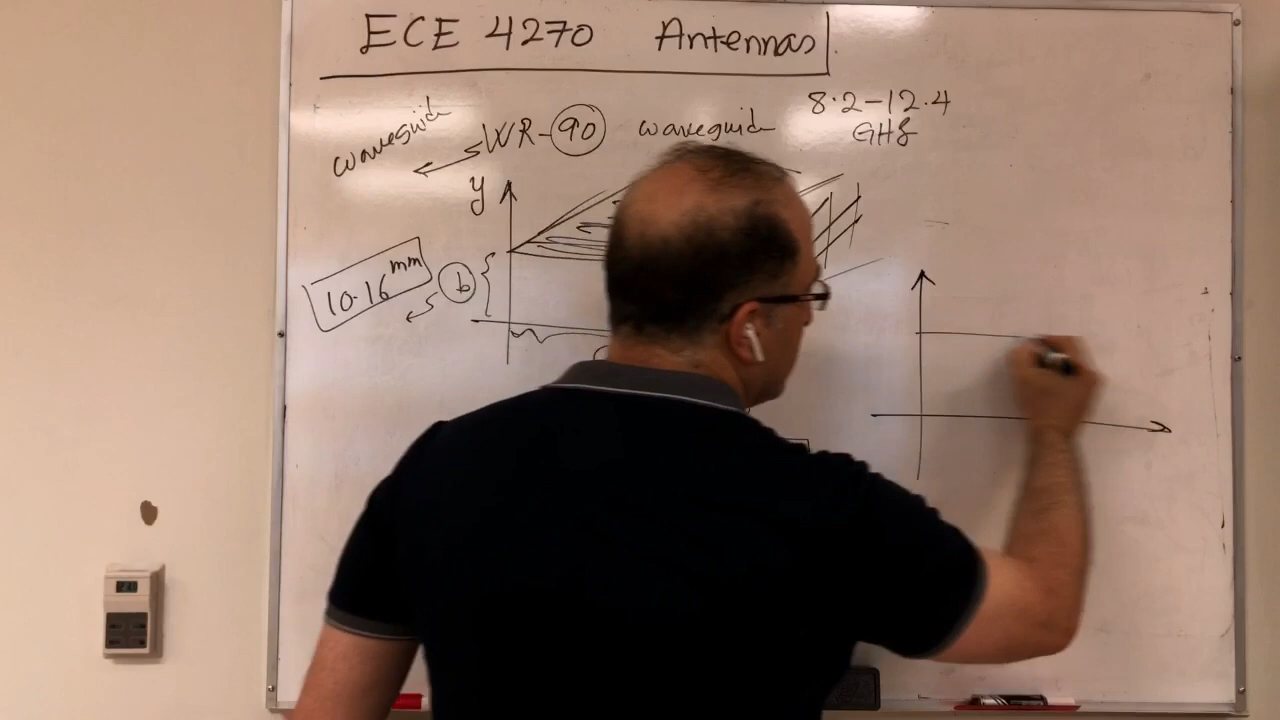 ECE 4270 Antennas
8.2-12.4
GHz
waveguide
WR-90 waveguide
y
10.16 mm
b